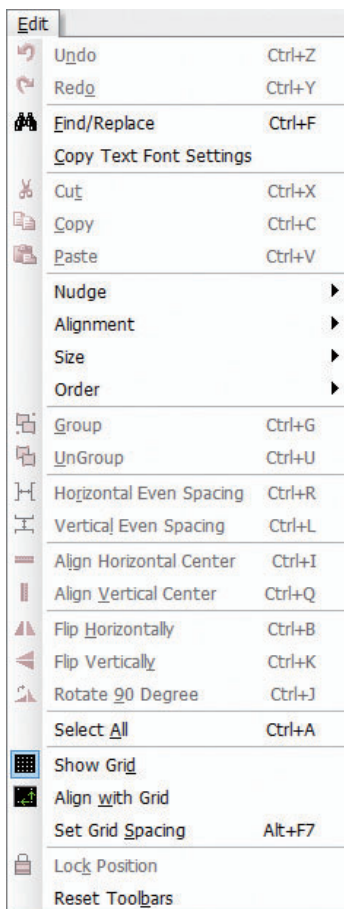 Edit
Undo Ctrl+Z
Redo Ctrl+Y
Find/Replace Ctrl+F
Copy Text Font Settings
Cut Ctrl+X
Copy Ctrl+C
Paste Ctrl+V
Nudge
Alignment
Size
Order
Group Ctrl+G
UnGroup Ctrl+U
Horizontal Even Spacing Ctrl+R
Vertical Even Spacing Ctrl+L
Align Horizontal Center Ctrl+I
Align Vertical Center Ctrl+Q
Flip Horizontally Ctrl+B
Flip Vertically Ctrl+K
Rotate 90 Degree Ctrl+J
Select All Ctrl+A
Show Grid
Align with Grid
Set Grid Spacing Alt+F7
Lock Position
Reset Toolbars